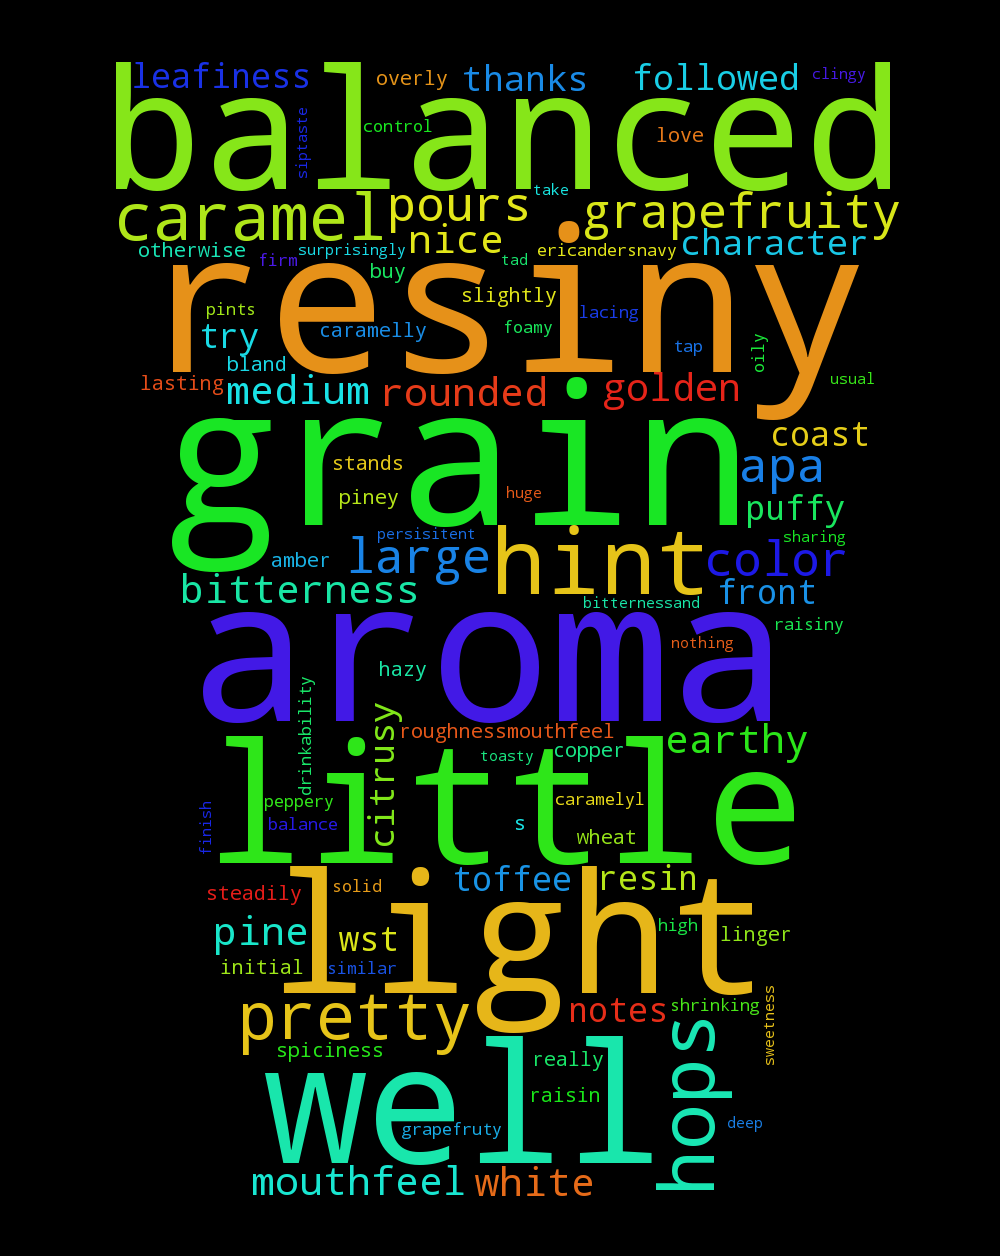 leafiness overly thanks followed clingy
balanced
siptaste control love
take
caramel pours grapefruity
nice character
otherwise firm surprisingly tad ericandersnavy
resiny
buy
slightly
pints foamy lacing
try caramelly tap oily
bland
lasting medium rounded golden usual
grain
coast
stands apa
piney huge puffy
persisitent sharing
amber large hint color
bitterness front
bitternessand
aroma
raisiny
nothing
hazy
drinkability citrusy roughnessmouthfeel earthy
toasty copper
little
peppery caramelyl
finish balance s wheat
toffee resin
steadily solid
light
pine wst high linger
initial similar
pretty notes shrinking
sweetness
spiciness really hops
well
raisin
grapefruty deep
mouthfeel white